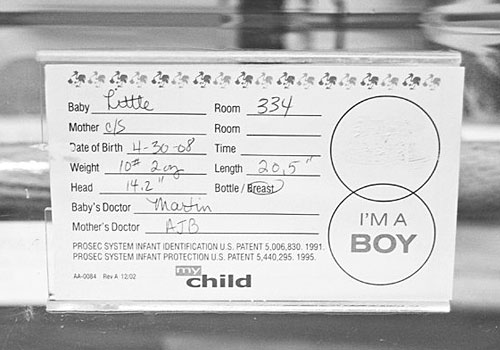 Baby Little Room 334
Mother c/s Room
Date of Birth 4-30-08 Time
Weight 10# 2oz Length 20,5"
Head 14.2" Bottle / Breast
Baby's Doctor Martin
Mother's Doctor AJB
PROSEC SYSTEM INFANT IDENTIFICATION U.S. PATENT 5,006,830. 1991.
PROSEC SYSTEM INFANT PROTECTION U.S. PATENT 5,440,295. 1995.
AA-0084 Rev A 12/02
my
child
I'M A
BOY